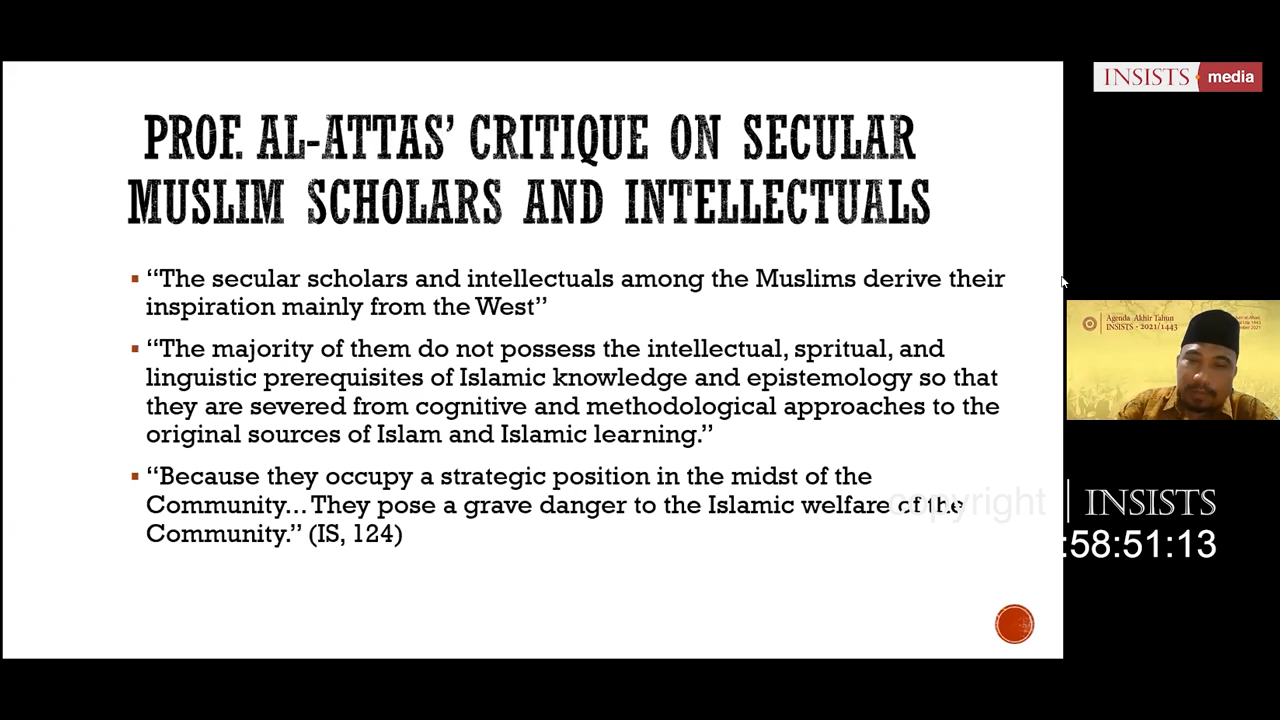 INSISTS media
PROF. AL-ATTAS' CRITIQUE ON SECULAR
MUSLIM SCHOLARS AND INTELLECTUALS
▪ “The secular scholars and intellectuals among the Muslims derive their
inspiration mainly from the West”
▪ “The majority of them do not possess the intellectual, spritual, and
linguistic prerequisites of Islamic knowledge and epistemology so that
they are severed from cognitive and methodological approaches to the
original sources of Islam and Islamic learning.”
▪ “Because they occupy a strategic position in the midst of the
Community... They pose a grave danger to the Islamic welfare of the
Community.” (IS, 124)
Agenda Akhir Tahun
INSISTS - 2021/1443
copyright | INSISTS
:58:51:13